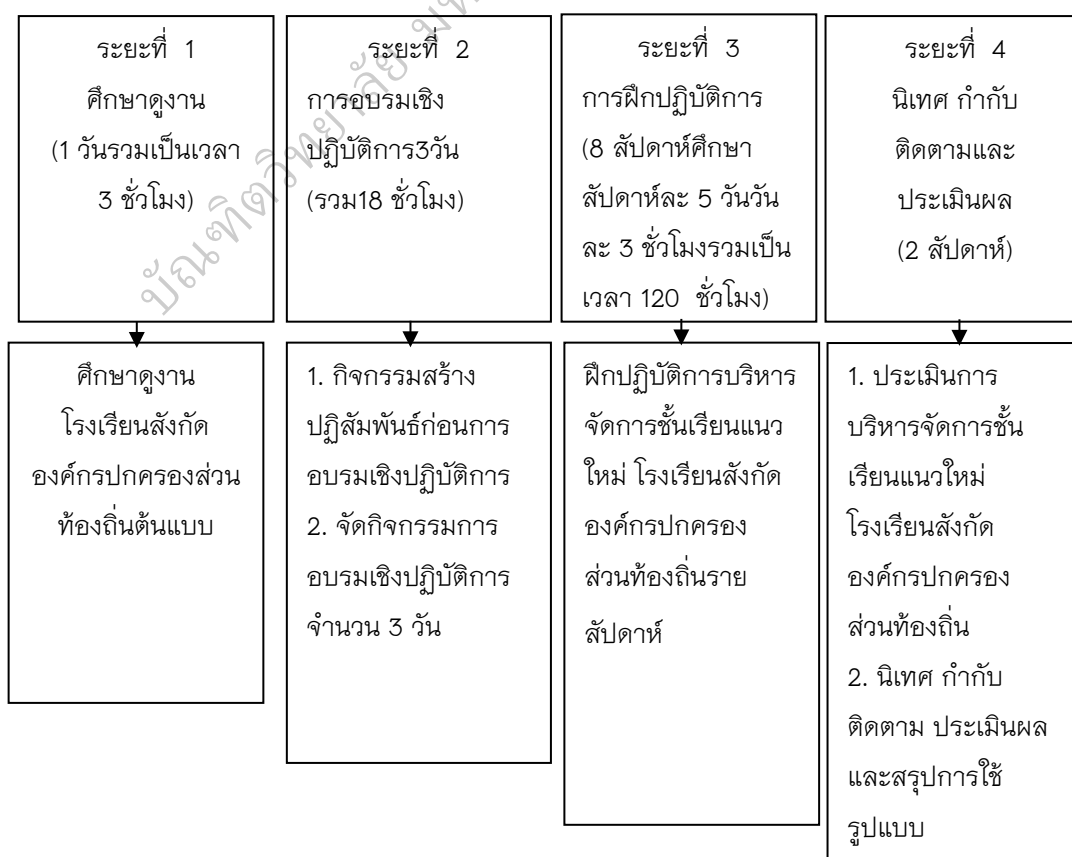 ระยะที่ 1
ศึกษาดูงาน
(1 วันรวมเป็นเวลา
3 ชั่วโมง)
ระยะที่ 2
การอบรมเชิง
ปฏิบัติการ3วัน
(รวม18 ชั่วโมง)
ระยะที่ 3
การฝึกปฏิบัติการ
(8 สัปดาห์ศึกษา
สัปดาห์ละ 5 วันวัน
ละ 3 ชั่วโมงรวมเป็น
เวลา 120 ชั่วโมง)
ระยะที่ 4
นิเทศ กำกับ
ติดตามและ
ประเมินผล
(2 สัปดาห์)
ศึกษาดูงาน
โรงเรียนสังกัด
องค์กรปกครองส่วน
ท้องถิ่นต้นแบบ
1. กิจกรรมสร้าง
ปฏิสัมพันธ์ก่อนการ
อบรมเชิงปฏิบัติการ
2. จัดกิจกรรมการ
อบรมเชิงปฏิบัติการ
จำนวน 3 วัน
ฝึกปฏิบัติการบริหาร
จัดการชั้นเรียนแนว
ใหม่ โรงเรียนสังกัด
องค์กรปกครอง
ส่วนท้องถิ่นราย
สัปดาห์
1. ประเมินการ
บริหารจัดการชั้น
เรียนแนวใหม่
โรงเรียนสังกัด
องค์กรปกครอง
ส่วนท้องถิ่น
2. นิเทศ กำกับ
ติดตาม ประเมินผล
และสรุปการใช้
รูปแบบ
บัณฑิตวิทยาลัย